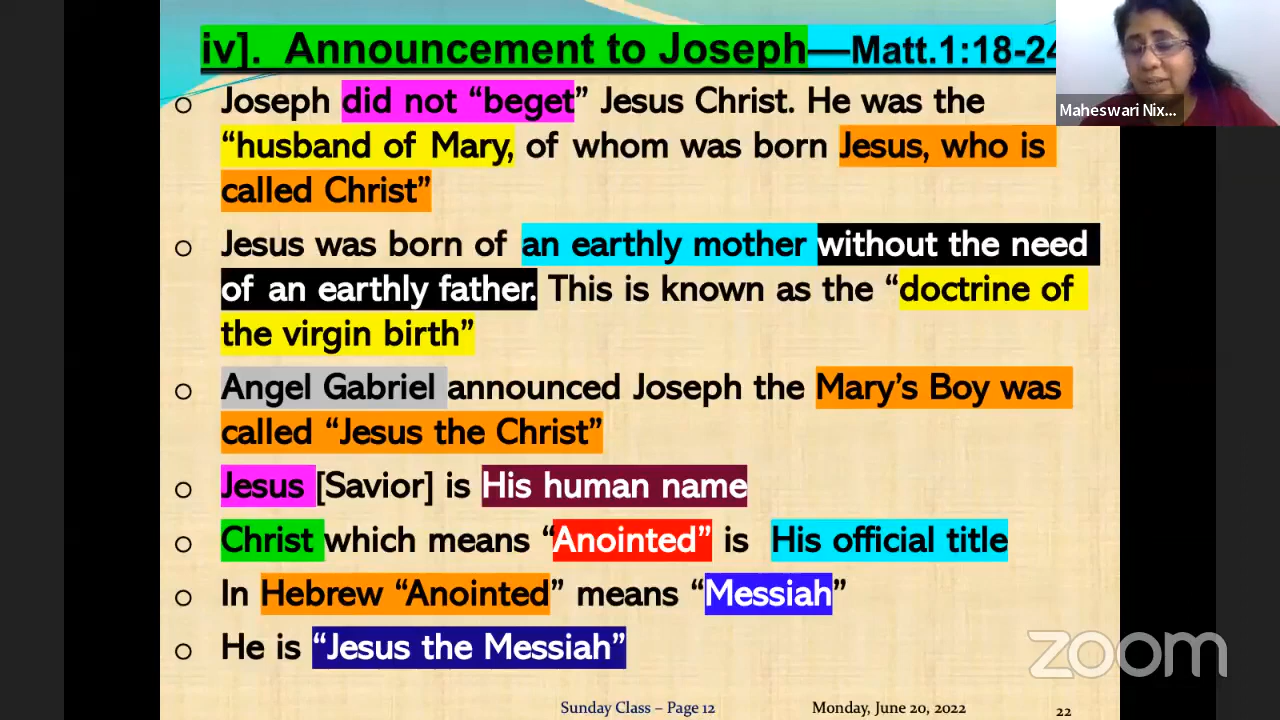 iv]. Announcement to Joseph—Matt.1:18-24
Maheswari Nix...
o Joseph did not “beget” Jesus Christ. He was the
“husband of Mary, of whom was born Jesus, who is
called Christ”
o Jesus was born of an earthly mother without the need
of an earthly father. This is known as the “doctrine of
the virgin birth”
o Angel Gabriel announced Joseph the Mary’s Boy was
called “Jesus the Christ”
o Jesus [Savior] is His human name
o Christ which means “Anointed” is His official title
o In Hebrew “Anointed” means “Messiah”
o He is “Jesus the Messiah”
zoom
Sunday Class – Page 12 Monday, June 20, 2022 22